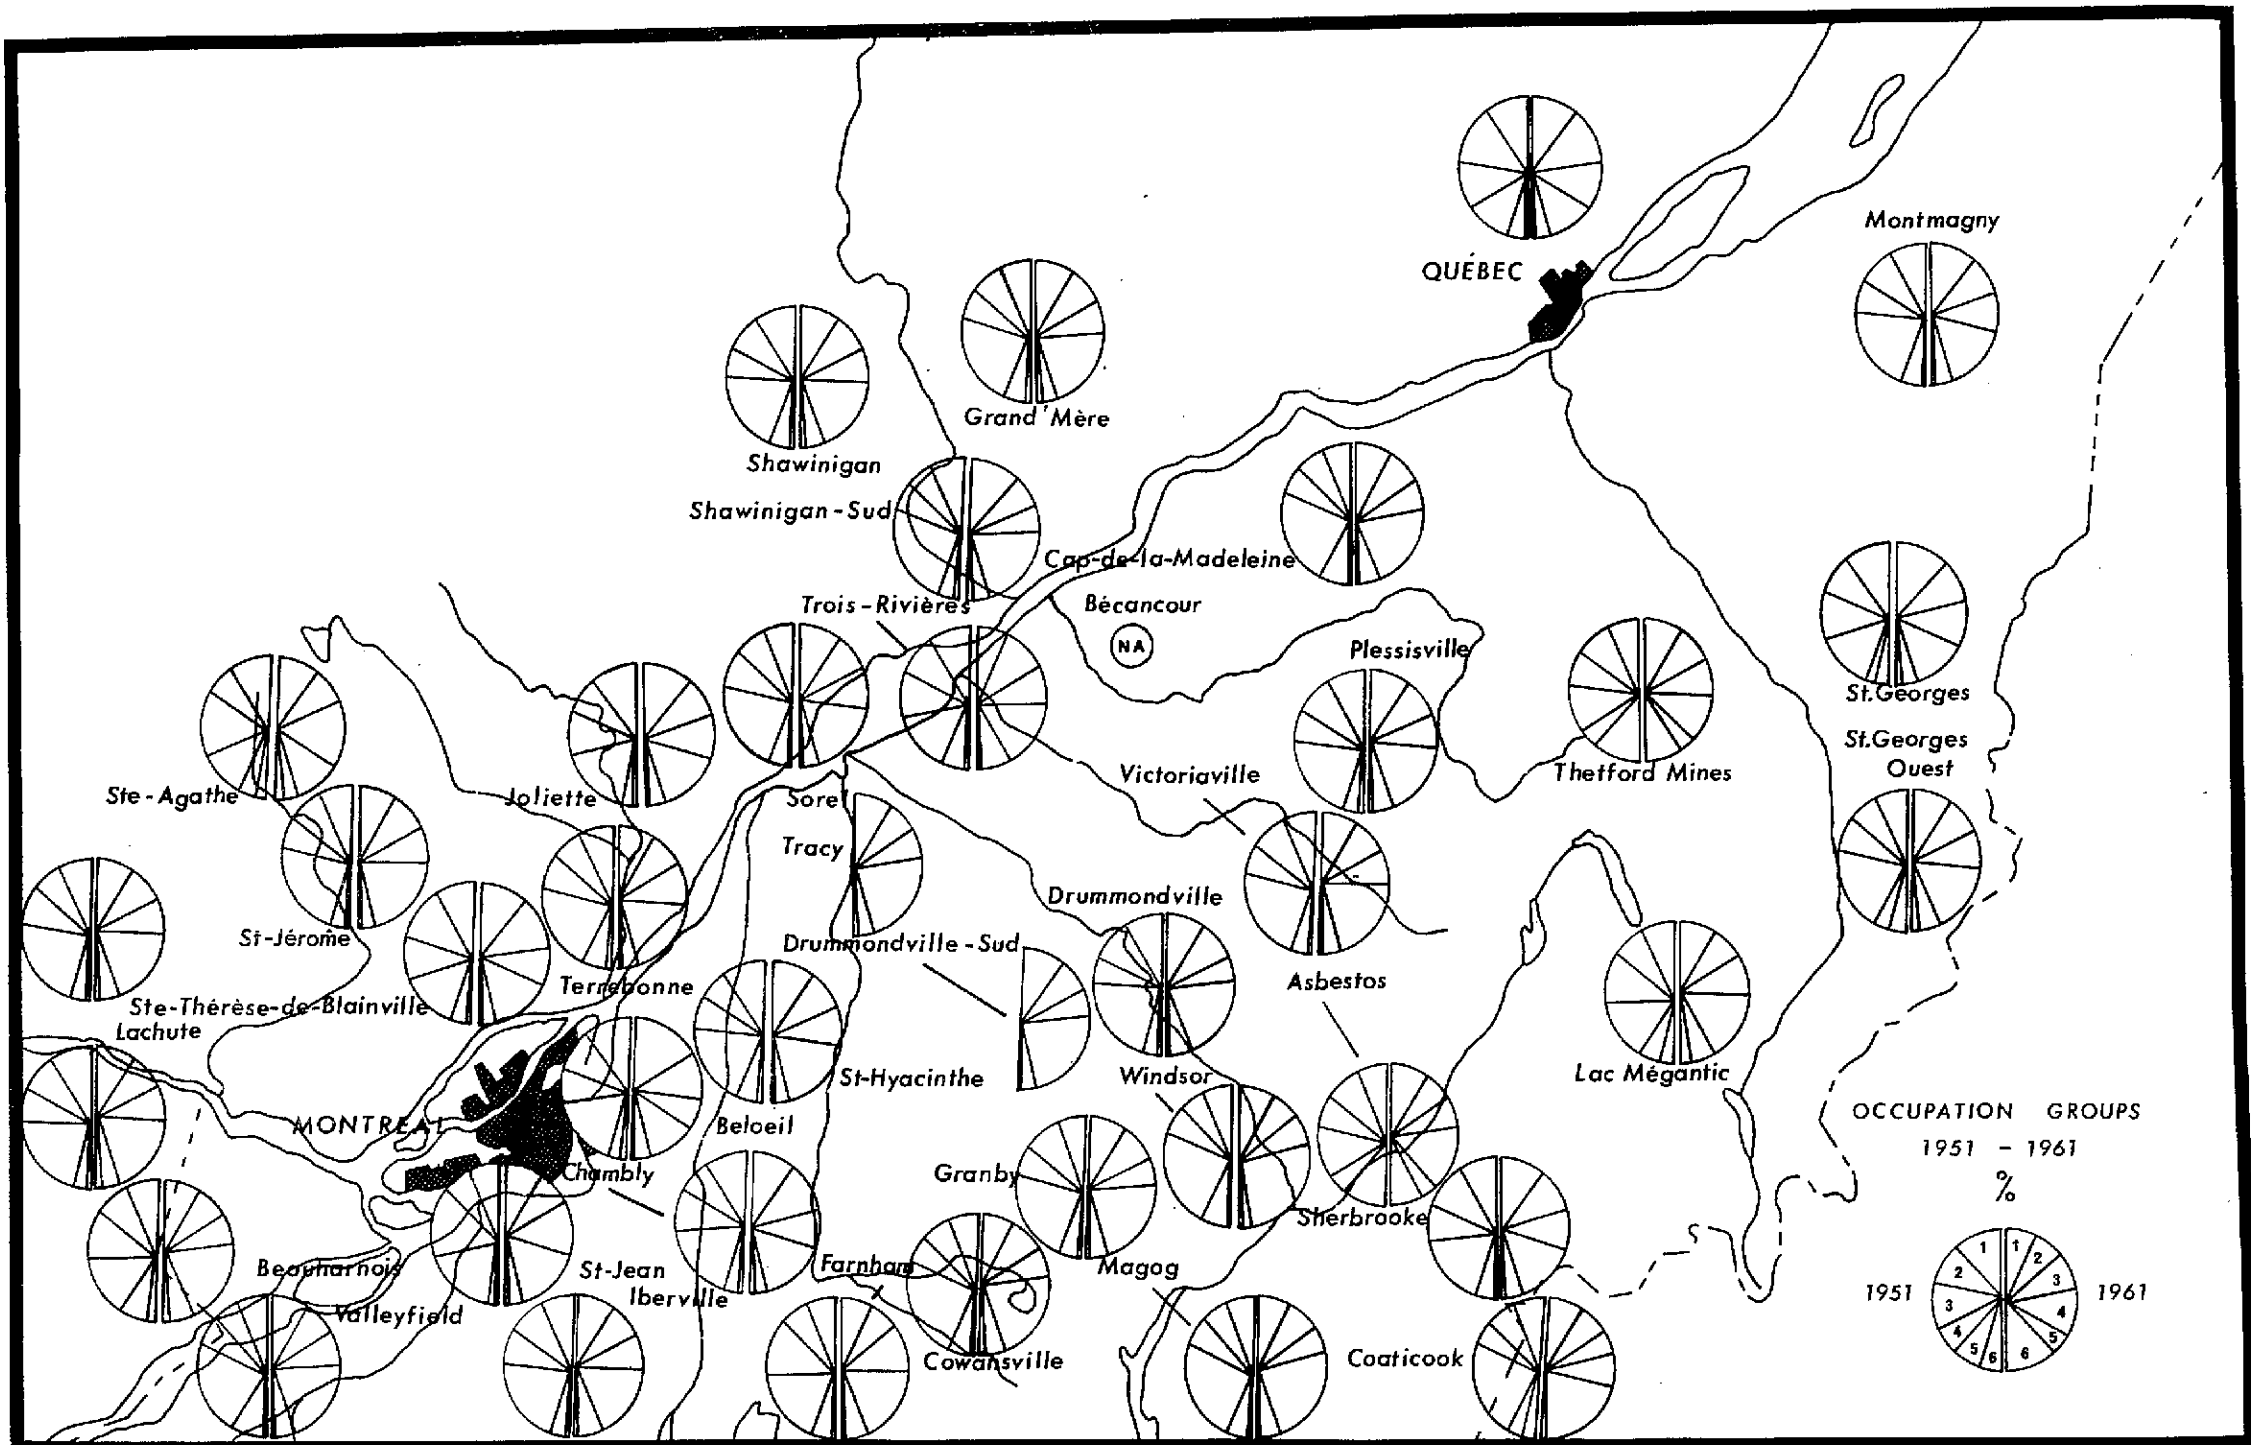 QUÉBEC
Montmagny
Grand'Mère
Shawinigan
Shawinigan-Sud
Cap-de-la-Madeleine
Trois-Rivières
Bécancour
NA
Plessisville
St.Georges
St.Georges
Ouest
Thetford Mines
Victoriaville
Ste-Agathe
Joliette
Sorel
Tracy
Drummondville
St-Jérome
Drummondville-Sud
Asbestos
Terrebonne
Ste-Thérèse-de-Blainville
Lachute
St-Hyacinthe
Windsor
Lac Mégantic
MONTREAL
Beloeil
Chambly
Granby
Sherbrooke
OCCUPATION GROUPS
1951 - 1961
%
1951
1 1
2 2
3 3
4 4
5 5
6 6
1961
Beauharnois
St-Jean
Iberville
Farnham
Magog
Valleyfield
Cowansville
Coaticook